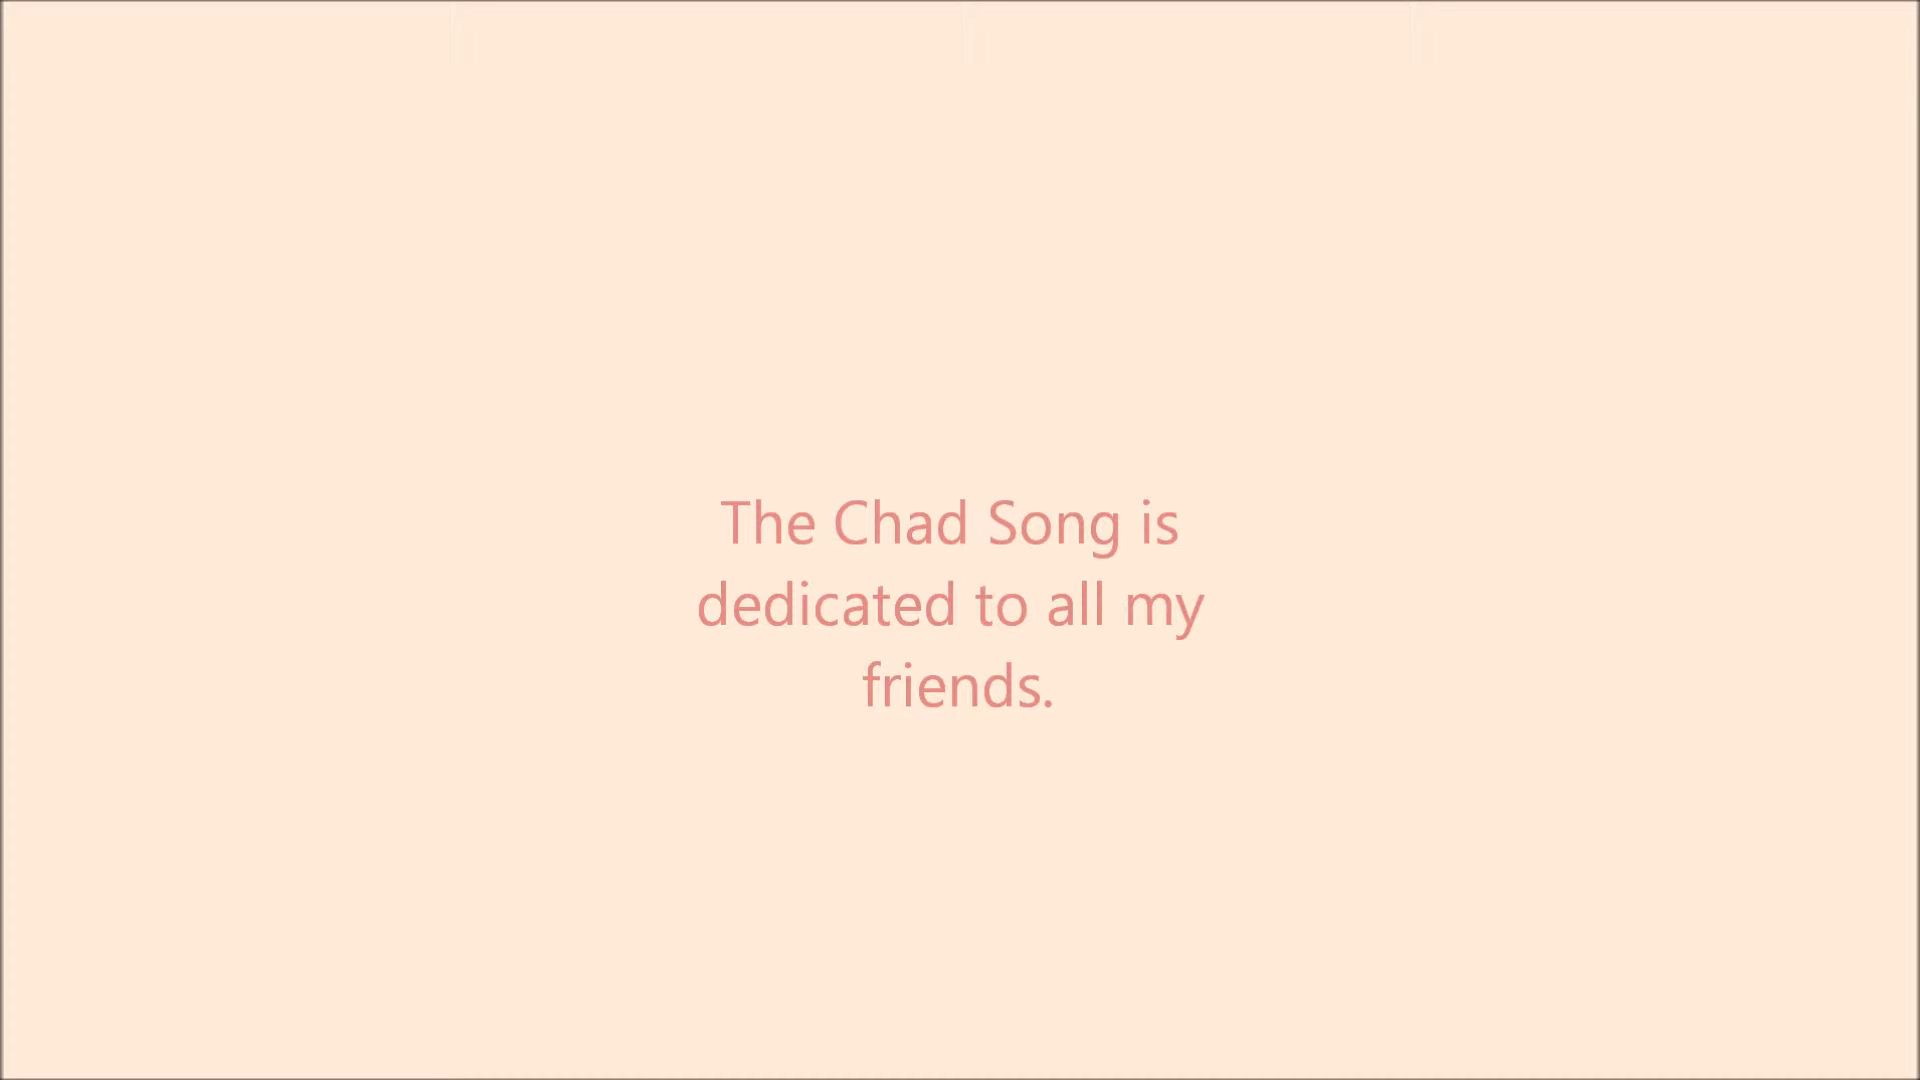 The Chad Song is
dedicated to all my
friends.